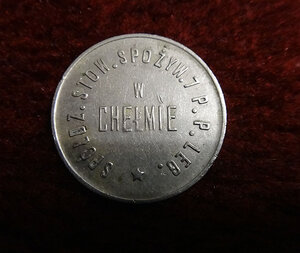 SPÓŁDZ. STOW. SPOŻYW. 7 P. P. LEG.
W
CHEŁMIE